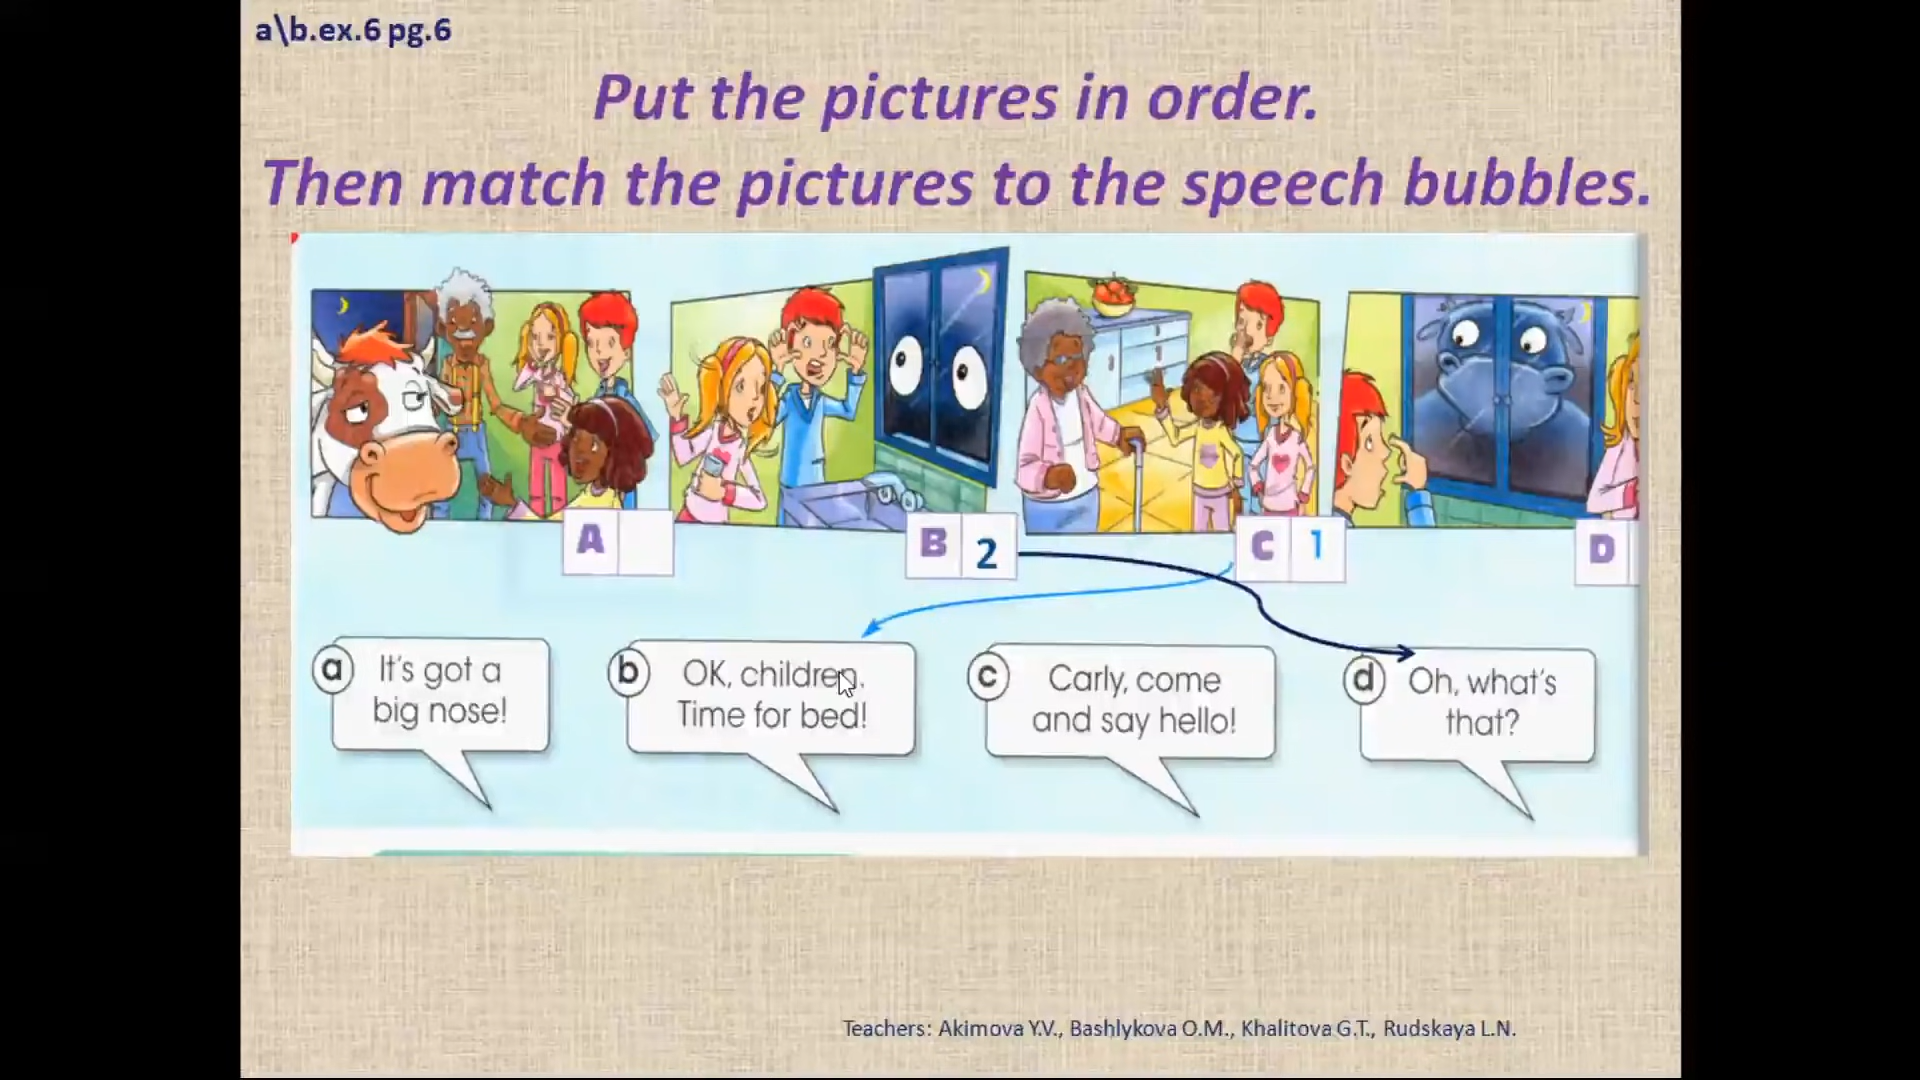 a\b.ex.6 pg.6
Put the pictures in order.
Then match the pictures to the speech bubbles.
A
B 2
C 1
D
a It's got a
big nose!
b OK, children.
Time for bed!
c Carly, come
and say hello!
d Oh, what's
that?
Teachers: Akimova Y.V., Bashlykova O.M., Khalitova G.T., Rudskaya L.N.